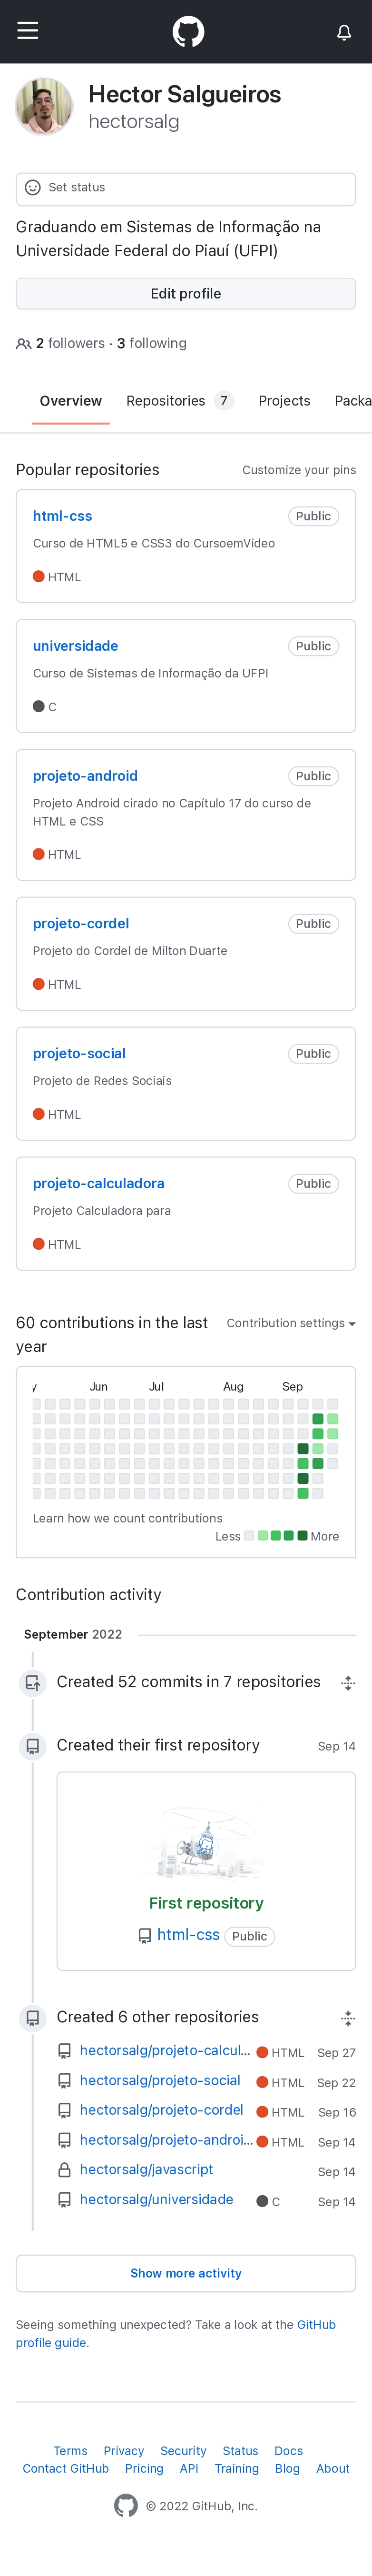 Hector Salgueiros
hectorsalg
Set status
Graduando em Sistemas de Informação na
Universidade Federal do Piauí (UFPI)
Edit profile
2 followers · 3 following
Overview Repositories 7 Projects Packa
Popular repositories Customize your pins
html-css Public
Curso de HTML5 e CSS3 do CursoemVídeo
HTML
universidade Public
Curso de Sistemas de Informação da UFPI
C
projeto-android Public
Projeto Android cirado no Capítulo 17 do curso de
HTML e CSS
HTML
projeto-cordel Public
Projeto do Cordel de Milton Duarte
HTML
projeto-social Public
Projeto de Redes Sociais
HTML
projeto-calculadora Public
Projeto Calculadora para
HTML
60 contributions in the last
year
Contribution settings
y Jun Jul Aug Sep
Learn how we count contributions
Less More
Contribution activity
September 2022
Created 52 commits in 7 repositories
Created their first repository Sep 14
First repository
html-css Public
Created 6 other repositories
hectorsalg/projeto-calcul... HTML Sep 27
hectorsalg/projeto-social HTML Sep 22
hectorsalg/projeto-cordel HTML Sep 16
hectorsalg/projeto-androi... HTML Sep 14
hectorsalg/javascript Sep 14
hectorsalg/universidade C Sep 14
Show more activity
Seeing something unexpected? Take a look at the GitHub
profile guide.
Terms Privacy Security Status Docs
Contact GitHub Pricing API Training Blog About
© 2022 GitHub, Inc.